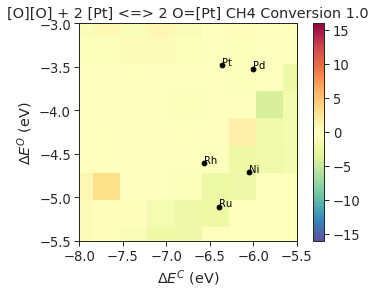 [O][O] + 2 [Pt] <=> 2 O=[Pt] CH4 Conversion 1.0
−3.0
−3.5
−4.0
−4.5
−5.0
−5.5
ΔE^O (eV)
Pt
Pd
Rh
Ni
Ru
−8.0 −7.5 −7.0 −6.5 −6.0 −5.5
ΔE^C (eV)
15
10
5
0
−5
−10
−15